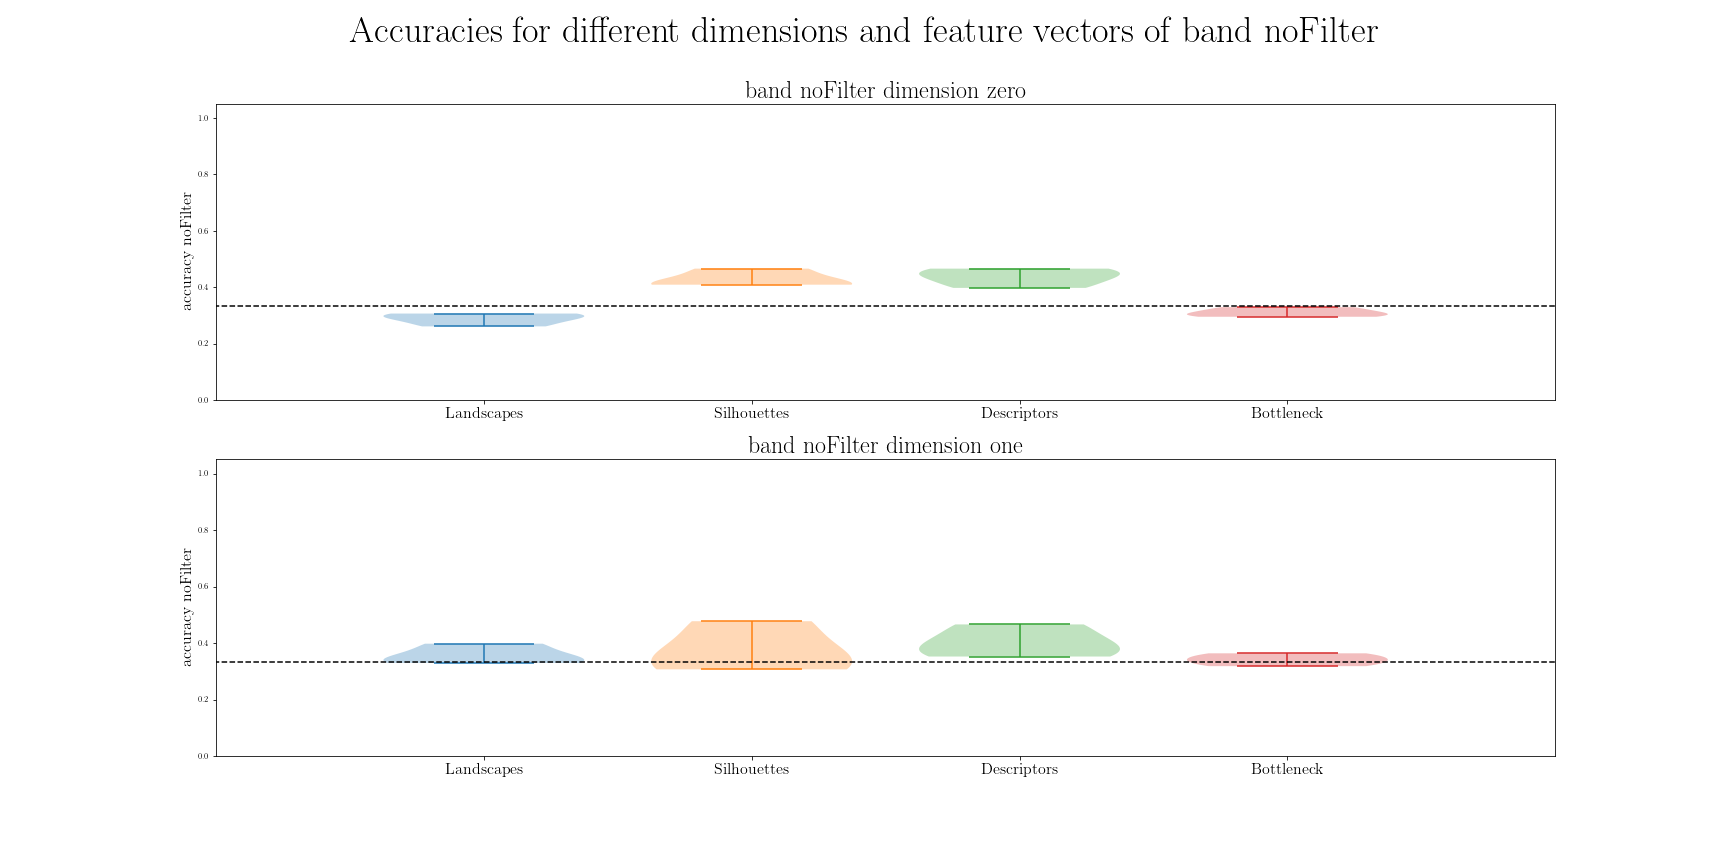 Accuracies for different dimensions and feature vectors of band noFilter
band noFilter dimension zero
accuracy noFilter
1.0
0.8
0.6
0.4
0.2
0.0
Landscapes Silhouettes Descriptors Bottleneck
band noFilter dimension one
accuracy noFilter
1.0
0.8
0.6
0.4
0.2
0.0
Landscapes Silhouettes Descriptors Bottleneck